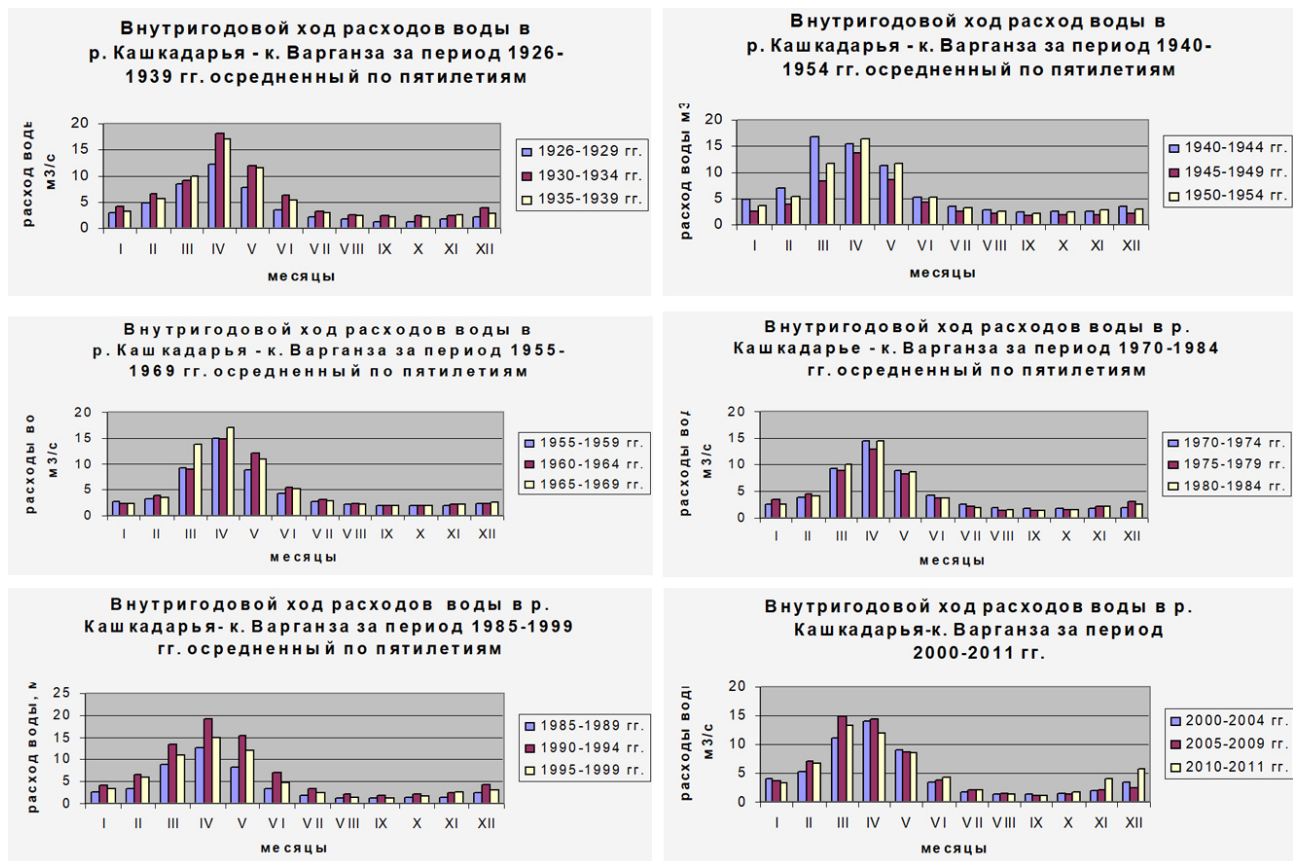 Внутригодовой ход расходов воды в
р. Кашкадарья - к. Варганза за период 1926-
1939 гг. осредненный по пятилетиям
расход воды
м3/с
20
15
10
5
0
I II III IV V VI VII VIII IX X XI XII
месяцы
1926-1929 гг.
1930-1934 гг.
1935-1939 гг.
Внутригодовой ход расход воды в
р. Кашкадарья - к. Варганза за период 1940-
1954 гг. осредненный по пятилетиям
расход воды м3
20
15
10
5
0
I II III IV V VI VII VIII IX X XI XII
месяцы
1940-1944 гг.
1945-1949 гг.
1950-1954 гг.
Внутригодовой ход расходов воды в
р. Кашкадарья - к. Варганза за период 1955-
1969 гг. осредненный по пятилетиям
расходы во
м3/с
20
15
10
5
0
I II III IV V VI VII VIII IX X XI XII
месяцы
1955-1959 гг.
1960-1964 гг.
1965-1969 гг.
Внутригодовой ход расходов воды в р.
Кашкадарье - к. Варганза за период 1970-1984
гг. осредненный по пятилетиям
расходы вод
м3/с
20
15
10
5
0
I II III IV V VI VII VIII IX X XI XII
месяцы
1970-1974 гг.
1975-1979 гг.
1980-1984 гг.
Внутригодовой ход расходов воды в р.
Кашкадарья- к. Варганза за период 1985-1999
гг. осредненный по пятилетиям
расход воды,
25
20
15
10
5
0
I II III IV V VI VII VIII IX X XI XII
месяцы
1985-1989 гг.
1990-1994 гг.
1995-1999 гг.
Внутригодовой ход расходов воды в р.
Кашкадарья-к. Варганза за период
2000-2011 гг.
расходы воды
м3/с
20
15
10
5
0
I II III IV V VI VII VIII IX X XI XII
месяцы
2000-2004 гг.
2005-2009 гг.
2010-2011 гг.